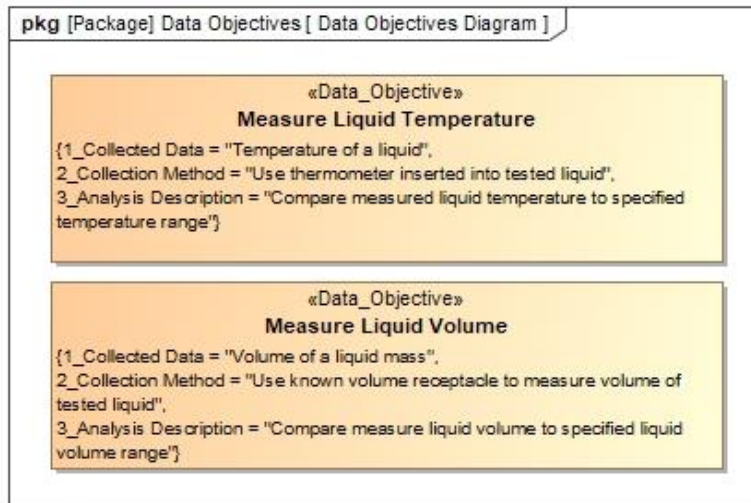 pkg [Package] Data Objectives [ Data Objectives Diagram ]
«Data_Objective»
Measure Liquid Temperature
{1_Collected Data = "Temperature of a liquid",
2_Collection Method = "Use thermometer inserted into tested liquid",
3_Analysis Description = "Compare measured liquid temperature to specified
temperature range"}
«Data_Objective»
Measure Liquid Volume
{1_Collected Data = "Volume of a liquid mass",
2_Collection Method = "Use known volume receptacle to measure volume of
tested liquid",
3_Analysis Description = "Compare measure liquid volume to specified liquid
volume range"}